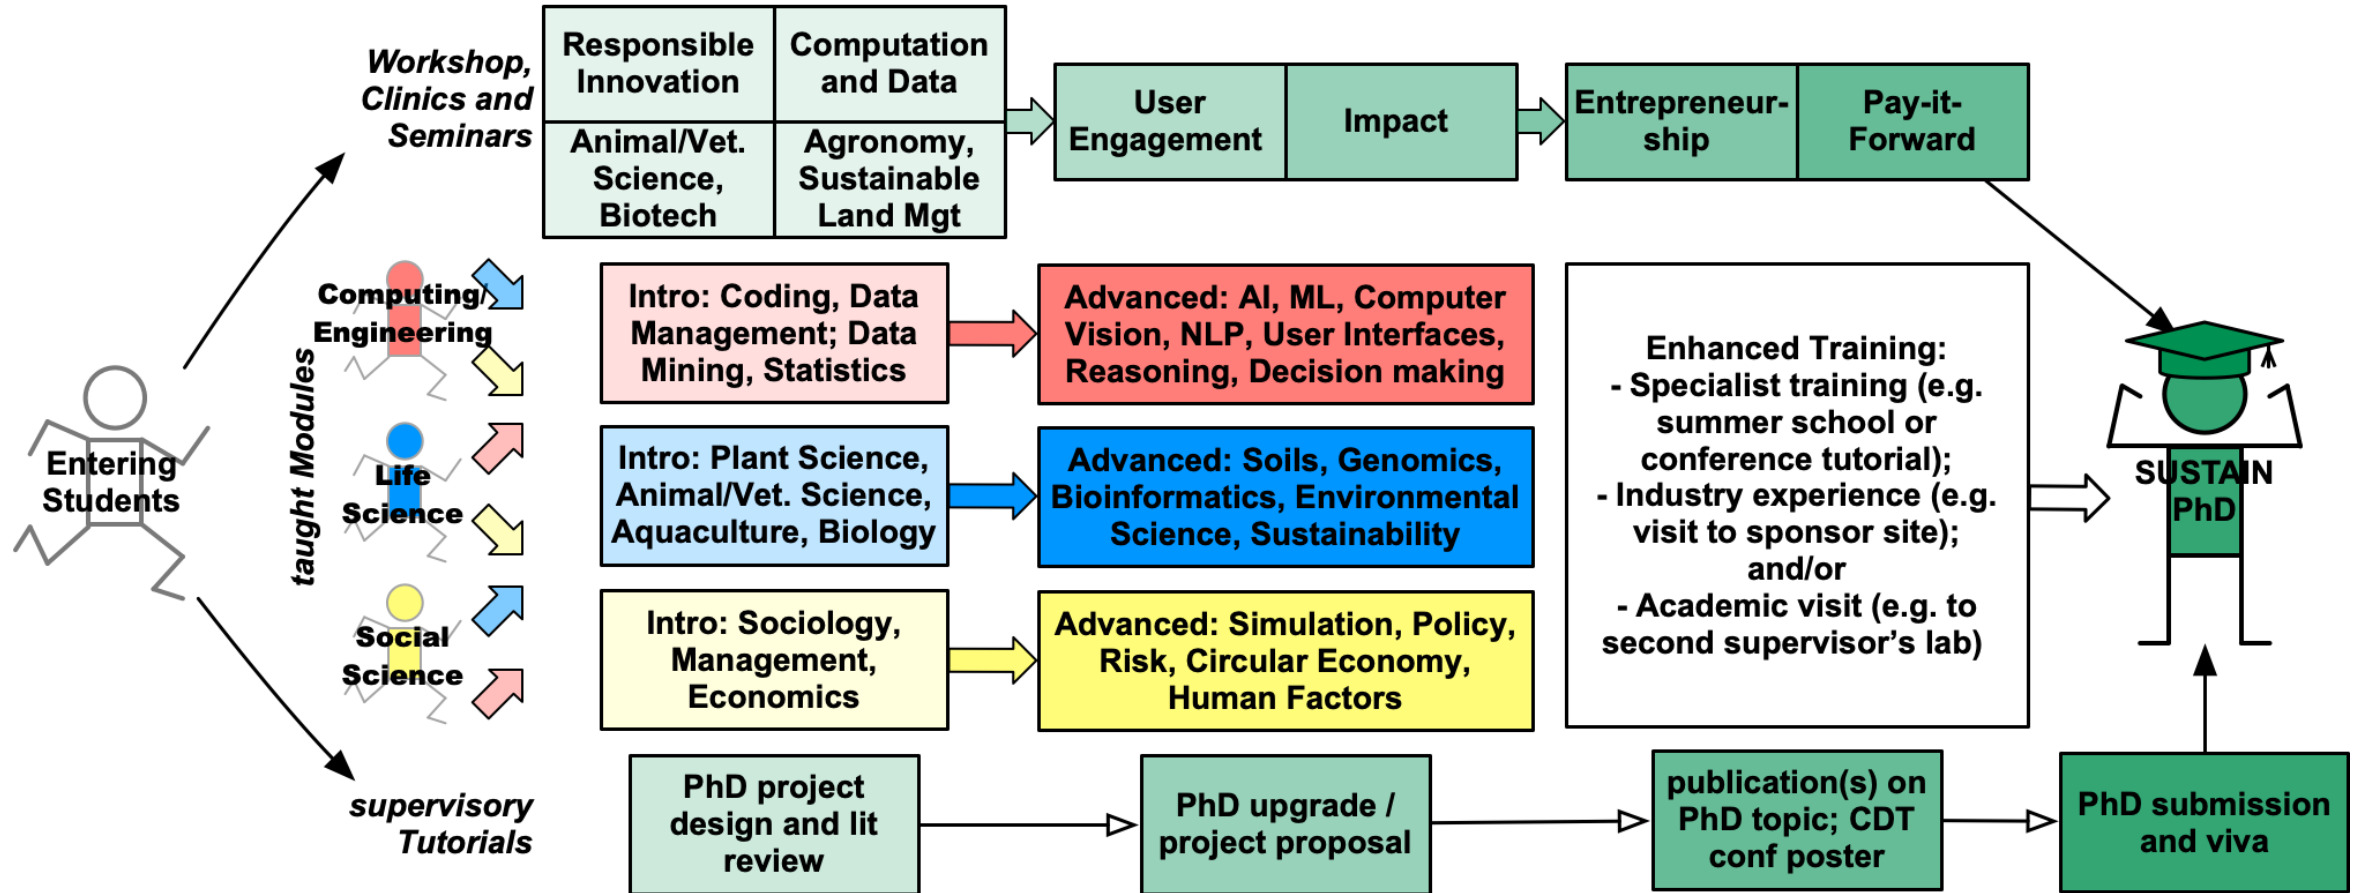 Workshop,
Clinics and
Seminars
Responsible
Innovation
Computation
and Data
Animal/Vet.
Science,
Biotech
Agronomy,
Sustainable
Land Mgt
User
Engagement
Impact
Entrepreneur-
ship
Pay-it-
Forward
Entering
Students
taught Modules
Computing/
Engineering
Intro: Coding, Data
Management; Data
Mining, Statistics
Advanced: AI, ML, Computer
Vision, NLP, User Interfaces,
Reasoning, Decision making
Life
Science
Intro: Plant Science,
Animal/Vet. Science,
Aquaculture, Biology
Advanced: Soils, Genomics,
Bioinformatics, Environmental
Science, Sustainability
Social
Science
Intro: Sociology,
Management,
Economics
Advanced: Simulation, Policy,
Risk, Circular Economy,
Human Factors
Enhanced Training:
- Specialist training (e.g.
summer school or
conference tutorial);
- Industry experience (e.g.
visit to sponsor site);
and/or
- Academic visit (e.g. to
second supervisor’s lab)
SUSTAIN
PhD
supervisory
Tutorials
PhD project
design and lit
review
PhD upgrade /
project proposal
publication(s) on
PhD topic; CDT
conf poster
PhD submission
and viva